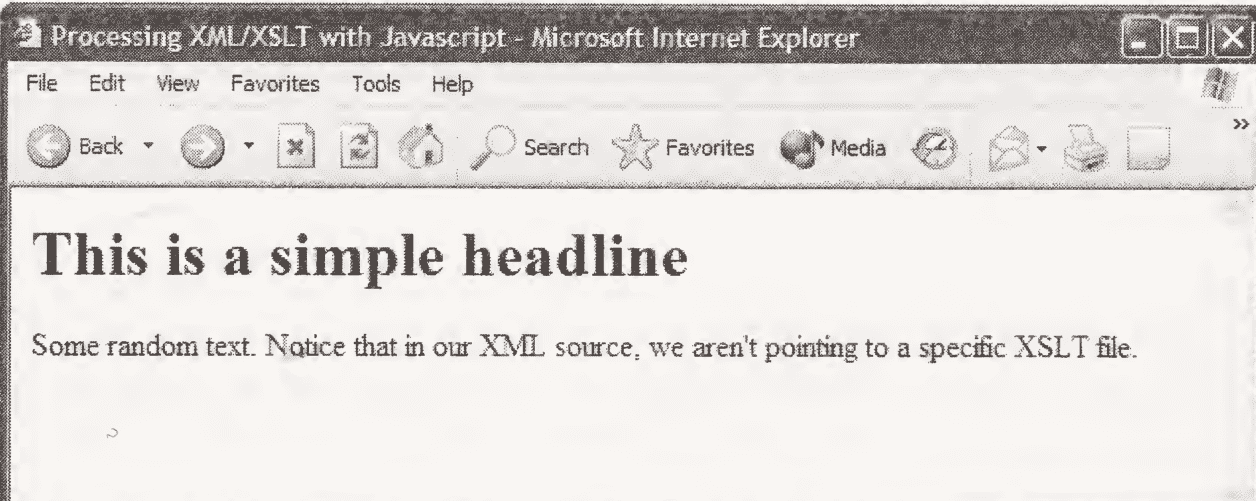 Processing XML/XSLT with Javascript - Microsoft Internet Explorer
File Edit View Favorites Tools Help
Back Search Favorites Media
This is a simple headline
Some random text. Notice that in our XML source, we aren't pointing to a specific XSLT file.